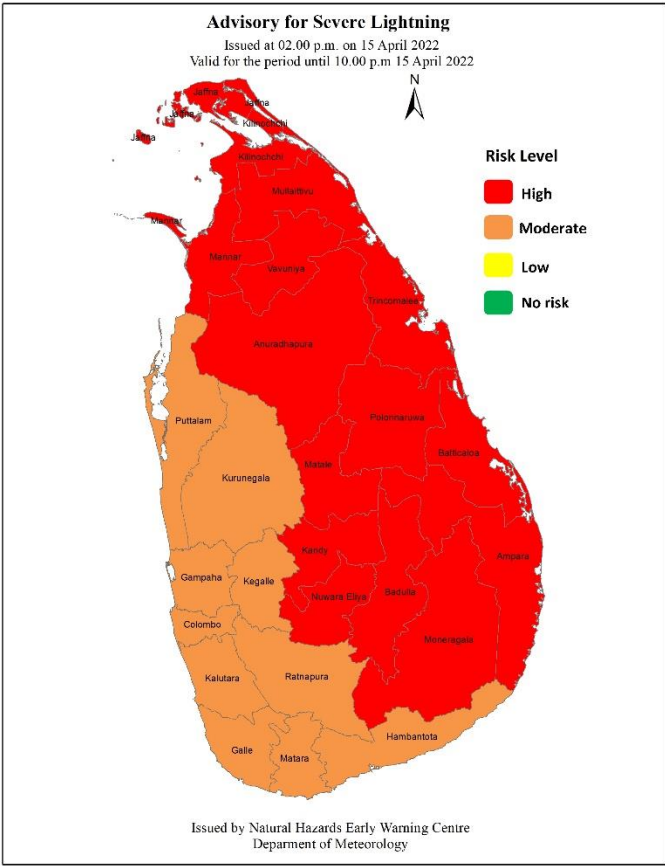 Advisory for Severe Lightning
Issued at 02.00 p.m. on 15 April 2022
Valid for the period until 10.00 p.m 15 April 2022
N
Jaffna
Jaffna
Jaffna
Kilinochchi
Jaffna
Kilinochchi
Mullaittivu
Mannar
Mannar
Vavuniya
Trincomalee
Anuradhapura
Risk Level
High
Moderate
Low
No risk
Puttalam
Polonnaruwa
Kurunegala
Matale
Batticaloa
Kandy
Ampara
Gampaha
Kegalle
Nuwara Eliya
Badulla
Colombo
Moneragala
Kalutara
Ratnapura
Hambantota
Galle
Matara
Issued by Natural Hazards Early Warning Centre
Deparment of Meteorology